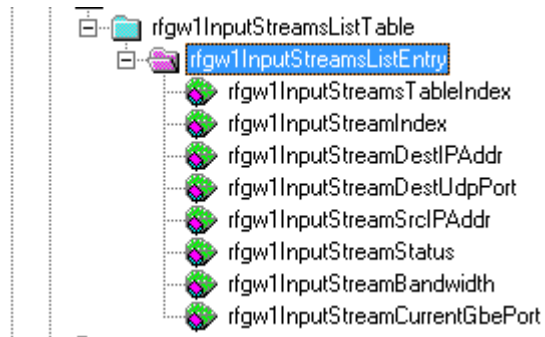 rfgw1InputStreamsListTable
rfgw1InputStreamsListEntry
rfgw1InputStreamsTableIndex
rfgw1InputStreamIndex
rfgw1InputStreamDestIPAddr
rfgw1InputStreamDestUdpPort
rfgw1InputStreamSrcIPAddr
rfgw1InputStreamStatus
rfgw1InputStreamBandwidth
rfgw1InputStreamCurrentGbePort